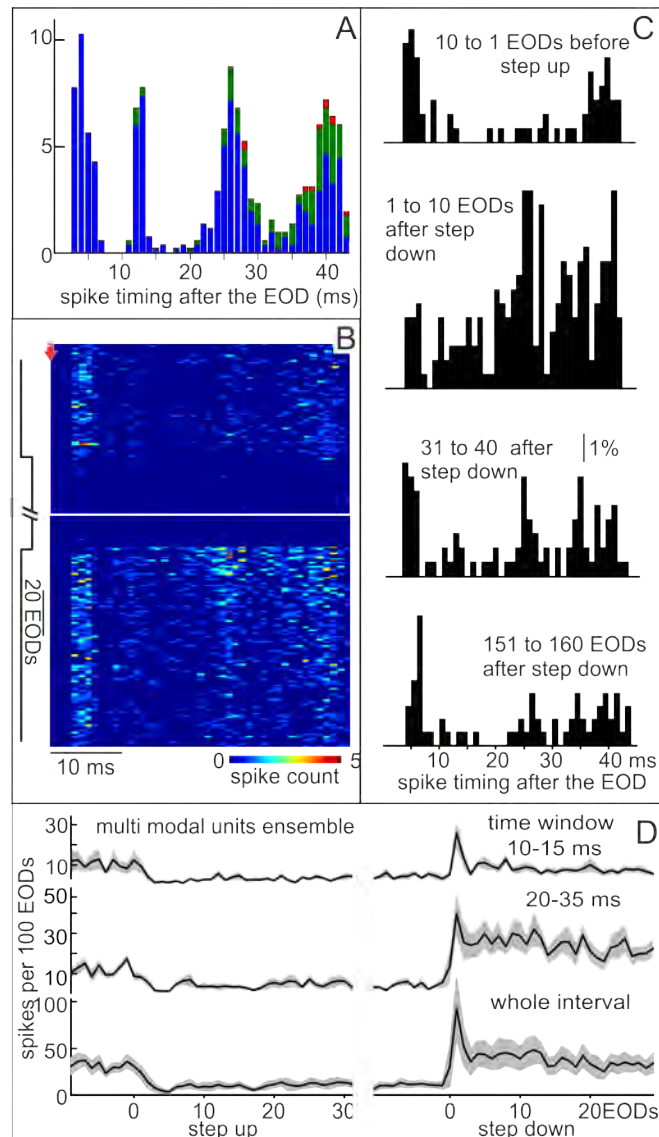 A
10
5
0
10
20
30
40
spike timing after the EOD (ms)
B
20 EODs
10 ms
0
5
spike count
C
10 to 1 EODs before
step up
1 to 10 EODs
after step
down
31 to 40 after
step down
1%
151 to 160 EODs
after step down
10
20
30
40
ms
spike timing after the EOD
D
multi modal units ensemble
time window
10-15 ms
20-35 ms
whole interval
spikes per 100 EODs
30
10
50
30
10
100
50
0
0
10
20
30
step up
0
10
20EODs
step down